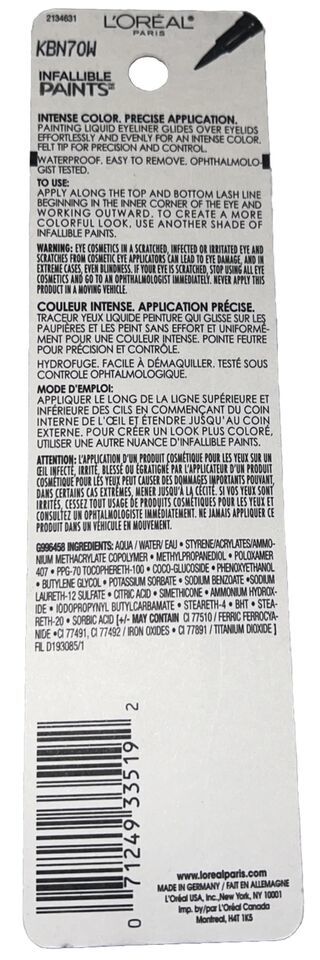 2134631
L'ORÉAL
PARIS
KBN70W
INFALLIBLE
PAINTS
INTENSE COLOR. PRECISE APPLICATION.
PAINTING LIQUID EYELINER GLIDES OVER EYELIDS
EFFORTLESSLY AND EVENLY FOR AN INTENSE COLOR.
FELT TIP FOR PRECISION AND CONTROL.
WATERPROOF. EASY TO REMOVE. OPHTHALMOLO-
GIST TESTED.
TO USE:
APPLY ALONG THE TOP AND BOTTOM LASH LINE
BEGINNING IN THE INNER CORNER OF THE EYE AND
WORKING OUTWARD. TO CREATE A MORE
COLORFUL LOOK, USE ANOTHER SHADE OF
INFALLIBLE PAINTS.
WARNING: EYE COSMETICS IN A SCRATCHED, INFECTED OR IRRITATED EYE AND
SCRATCHES FROM COSMETIC EYE APPLICATORS CAN LEAD TO EYE DAMAGE, AND IN
EXTREME CASES, EVEN BLINDNESS. IF YOUR EYE IS SCRATCHED, STOP USING ALL EYE
COSMETICS AND GO TO AN OPHTHALMOLOGIST IMMEDIATELY. NEVER APPLY THIS
PRODUCT IN A MOVING VEHICLE.
COULEUR INTENSE. APPLICATION PRÉCISE.
TRACEUR YEUX LIQUIDE PEINTURE QUI GLISSE SUR LES
PAUPIÈRES ET LES PEINT SANS EFFORT ET UNIFORMÉ-
MENT POUR UNE COULEUR INTENSE. POINTE FEUTRE
POUR PRÉCISION ET CONTRÔLE.
HYDROFUGE. FACILE À DÉMAQUILLER. TESTÉ SOUS
CONTROLE OPHTALMOLOGIQUE.
MODE D'EMPLOI:
APPLIQUER LE LONG DE LA LIGNE SUPÉRIEURE ET
INFÉRIEURE DES CILS EN COMMENÇANT DU COIN
INTERNE DE L'ŒIL ET ÉTENDRE JUSQU'AU COIN
EXTERNE. POUR CRÉER UN LOOK PLUS COLORÉ,
UTILISER UNE AUTRE NUANCE D'INFALLIBLE PAINTS.
ATTENTION: L'APPLICATION D'UN PRODUIT COSMÉTIQUE POUR LES YEUX SUR UN
ŒIL INFECTÉ, IRRITÉ, BLESSÉ OU ÉGRATIGNÉ PAR L'APPLICATEUR D'UN PRODUIT
COSMÉTIQUE POUR LES YEUX PEUT CAUSER DES DOMMAGES IMPORTANTS POUVANT,
DANS CERTAINS CAS EXTRÊMES, MENER JUSQU'À LA CÉCITÉ. SI VOS YEUX SONT
IRRITÉS, CESSEZ TOUT USAGE DE PRODUITS COSMÉTIQUES POUR LES YEUX ET
CONSULTEZ UN OPHTALMOLOGISTE IMMÉDIATEMENT. NE JAMAIS APPLIQUER CE
PRODUIT DANS UN VÉHICULE EN MOUVEMENT.
G996458 INGREDIENTS: AQUA / WATER/ EAU • STYRENE/ACRYLATES/AMMO-
NIUM METHACRYLATE COPOLYMER • METHYLPROPANEDIOL • POLOXAMER
407 • PPG-70 TOCOPHERETH-100 • COCO-GLUCOSIDE • PHENOXYETHANOL
• BUTYLENE GLYCOL • POTASSIUM SORBATE • SODIUM BENZOATE •SODIUM
LAURETH-12 SULFATE • CITRIC ACID • SIMETHICONE • AMMONIUM HYDROX-
IDE • IODOPROPYNYL BUTYLCARBAMATE • STEARETH-4 • BHT • STEA-
RETH-20 • SORBIC ACID [+/- MAY CONTAIN CI 77510 / FERRIC FERROCYA-
NIDE •CI 77491, CI 77492 / IRON OXIDES • CI 77891 / TITANIUM DIOXIDE ]
FIL D193085/1
0 71249 33519 2
www.lorealparis.com
MADE IN GERMANY / FAIT EN ALLEMAGNE
L'Oréal USA, Inc.,New York, NY 10001
Imp. by/par L'Oréal Canada
Montreal, H4T 1K5